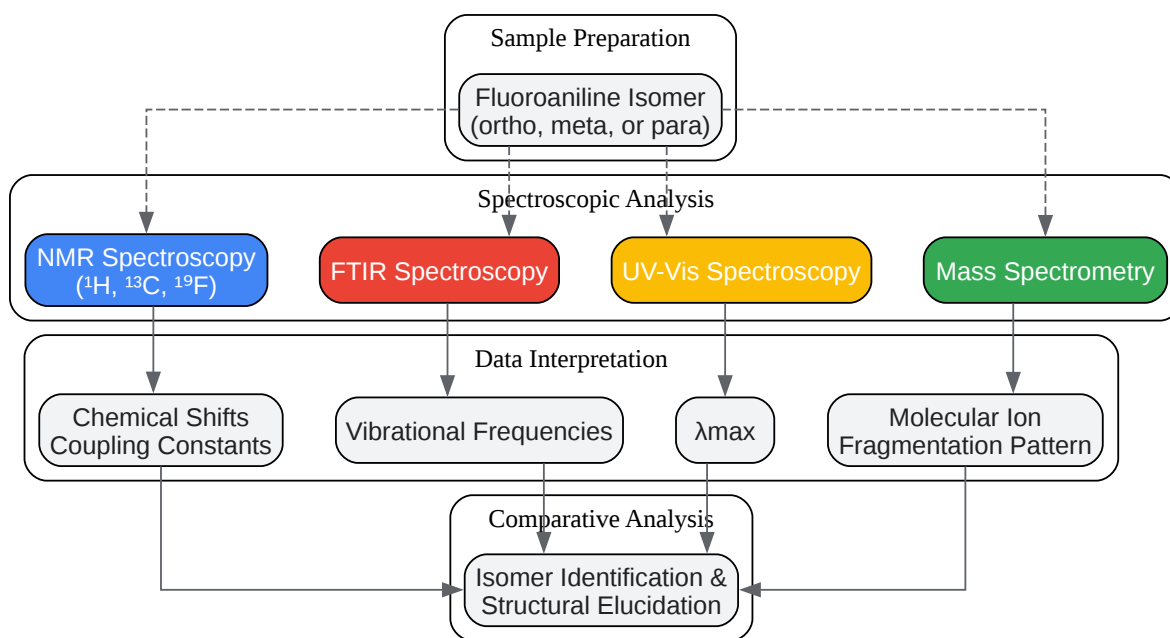 Sample Preparation
Fluoroaniline Isomer
(ortho, meta, or para)
Spectroscopic Analysis
NMR Spectroscopy
(¹H, ¹³C, ¹⁹F)
FTIR Spectroscopy
UV-Vis Spectroscopy
Mass Spectrometry
Data Interpretation
Chemical Shifts
Coupling Constants
Vibrational Frequencies
λmax
Molecular Ion
Fragmentation Pattern
Comparative Analysis
Isomer Identification &
Structural Elucidation